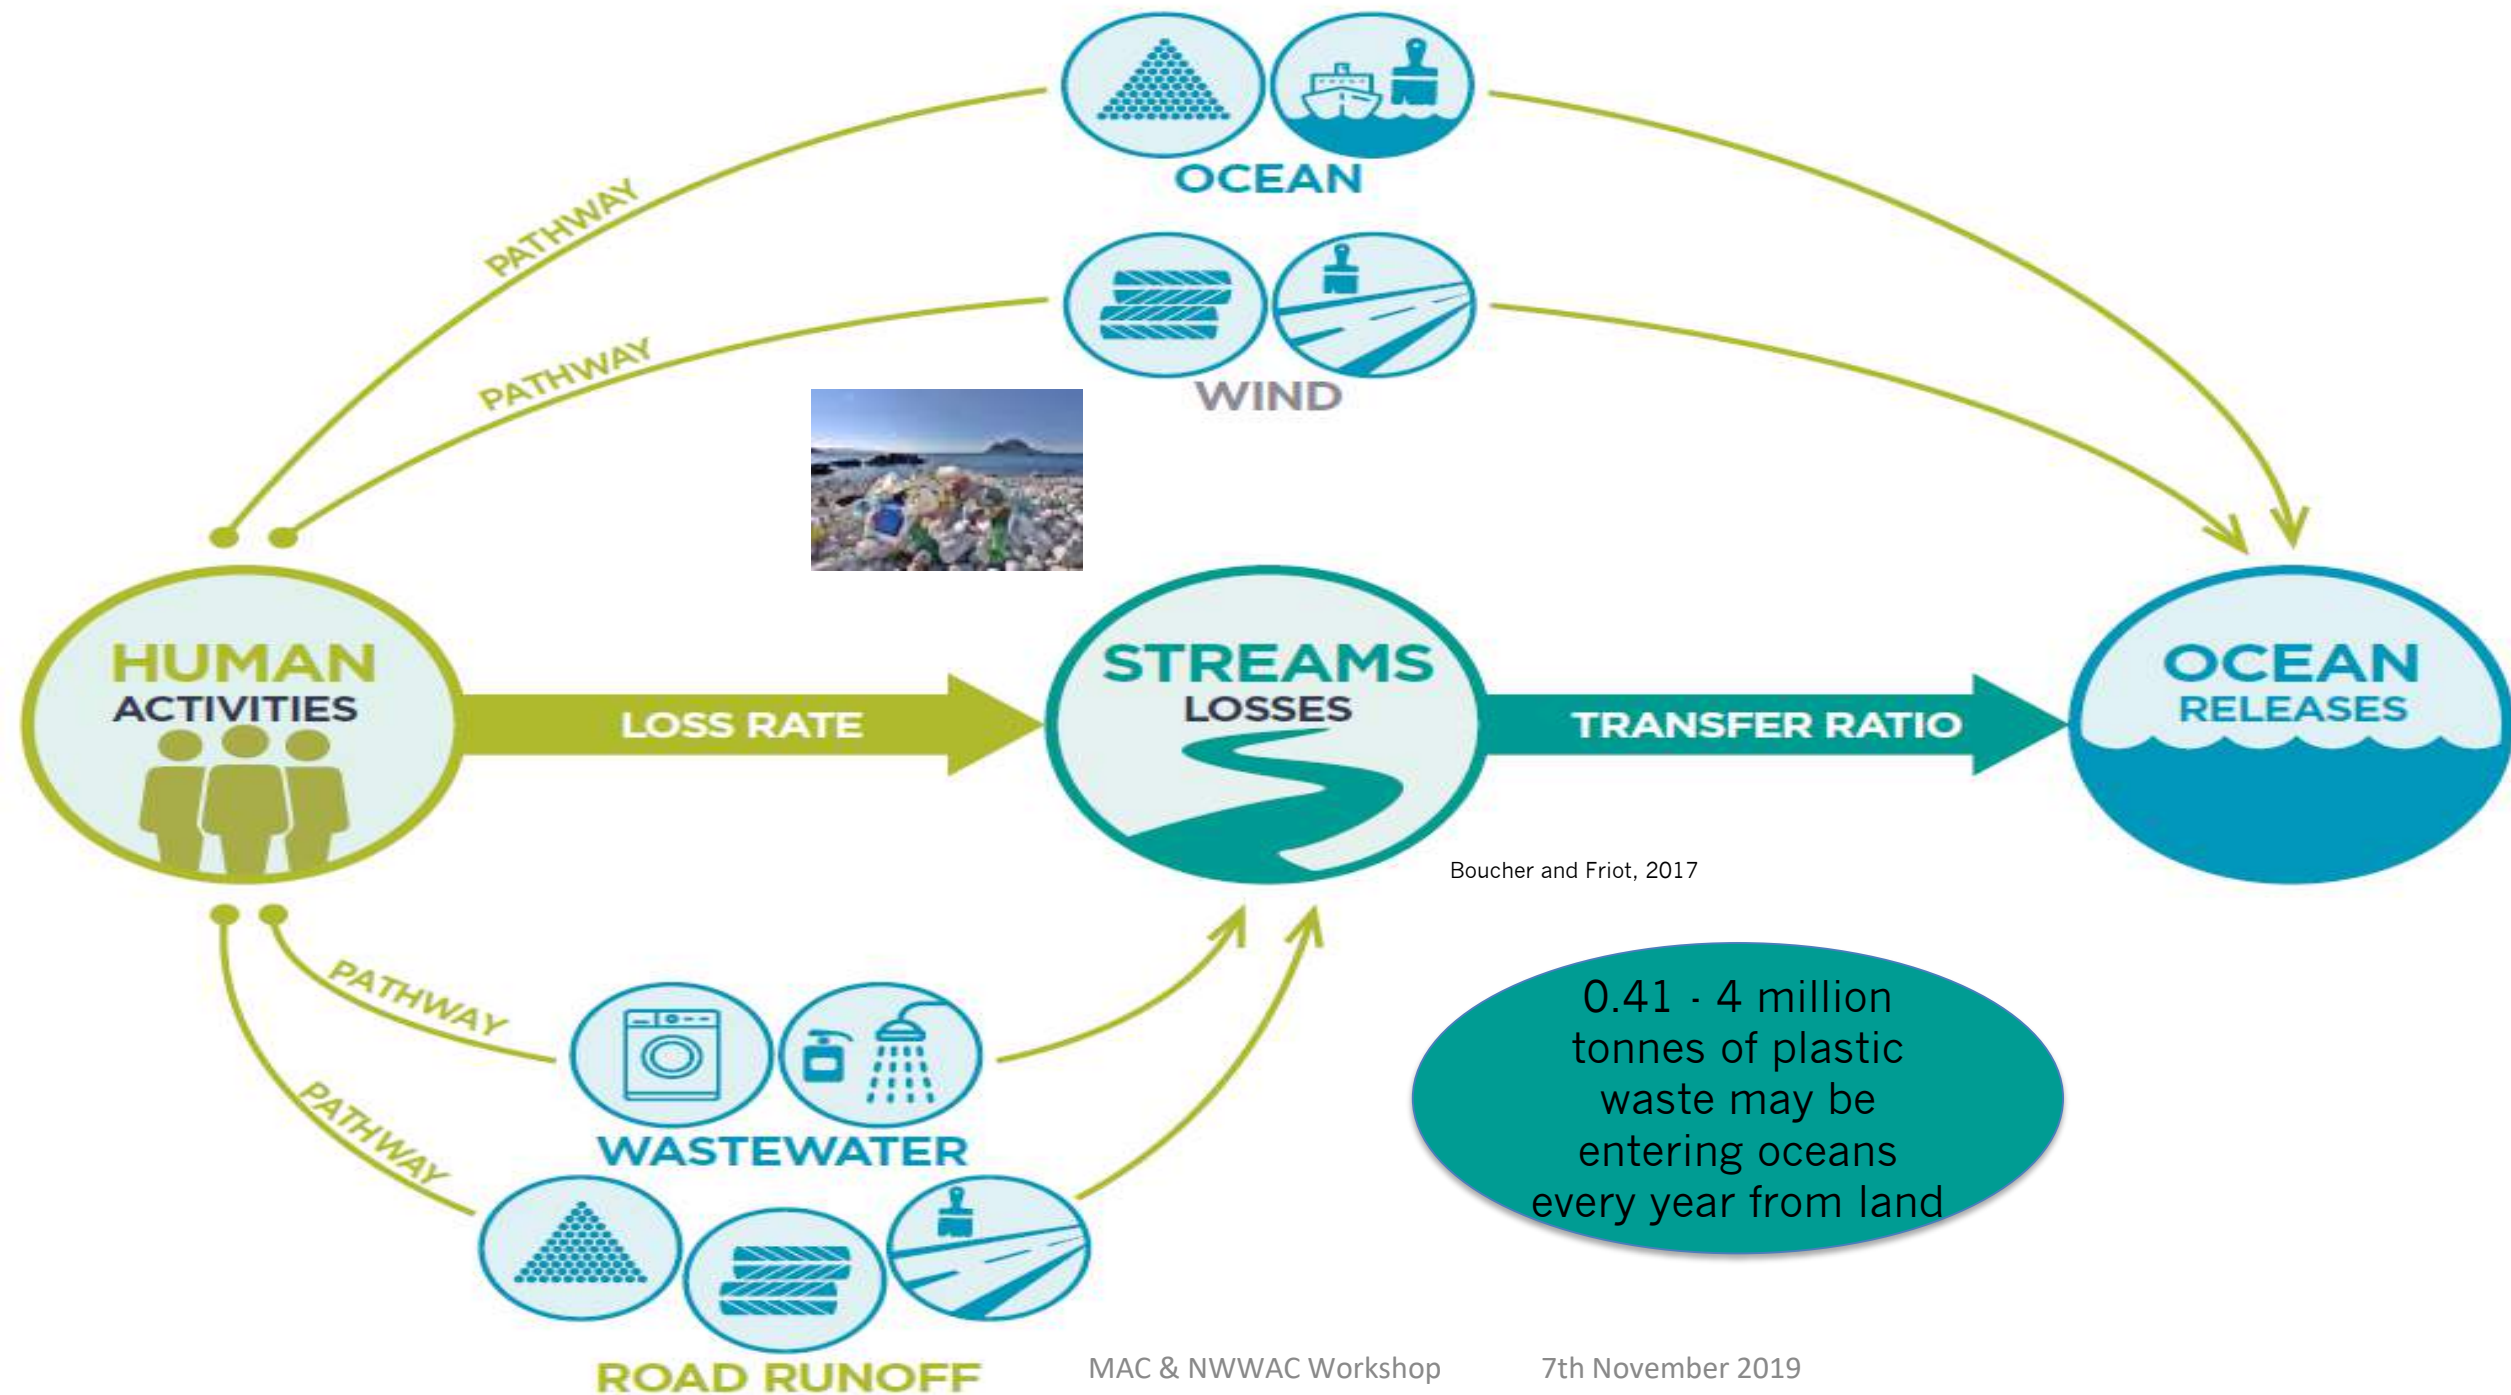 OCEAN
PATHWAY
WIND
PATHWAY
HUMAN
ACTIVITIES
LOSS RATE
STREAMS
LOSSES
TRANSFER RATIO
OCEAN
RELEASES
Boucher and Friot, 2017
PATHWAY
WASTEWATER
PATHWAY
ROAD RUNOFF
0.41 - 4 million
tonnes of plastic
waste may be
entering oceans
every year from land
MAC & NWWAC Workshop 7th November 2019